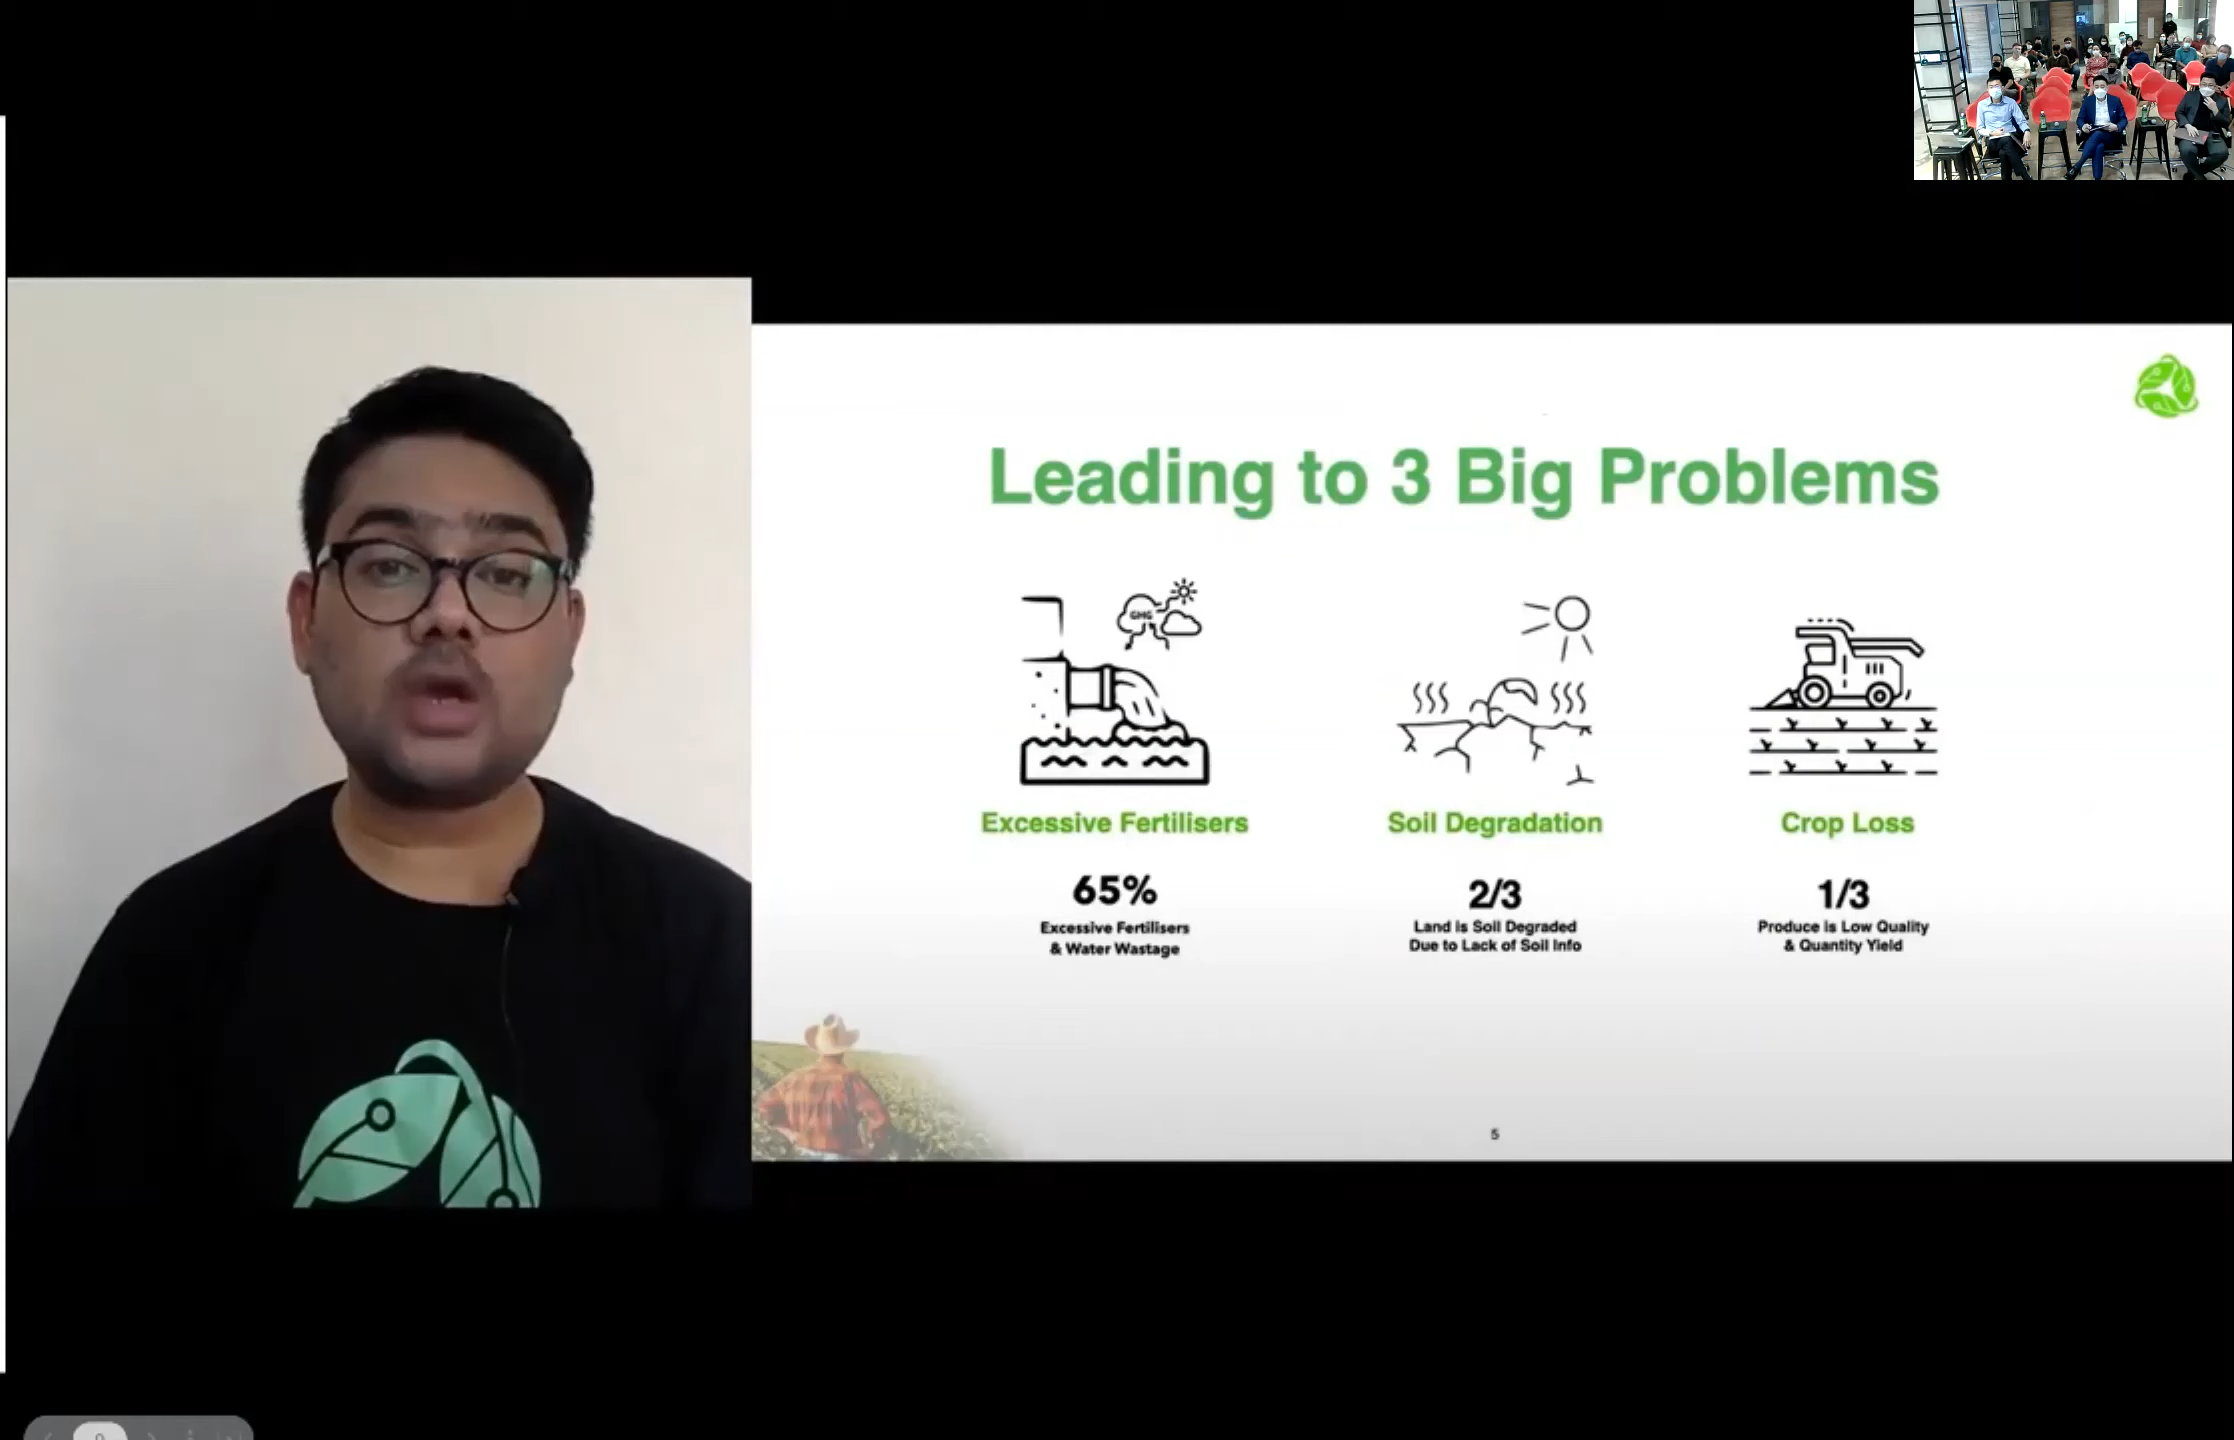 Leading to 3 Big Problems
GHG
Excessive Fertilisers
65%
Excessive Fertilisers
& Water Wastage
Soil Degradation
2/3
Land is Soil Degraded
Due to Lack of Soil Info
Crop Loss
1/3
Produce is Low Quality
& Quantity Yield
5